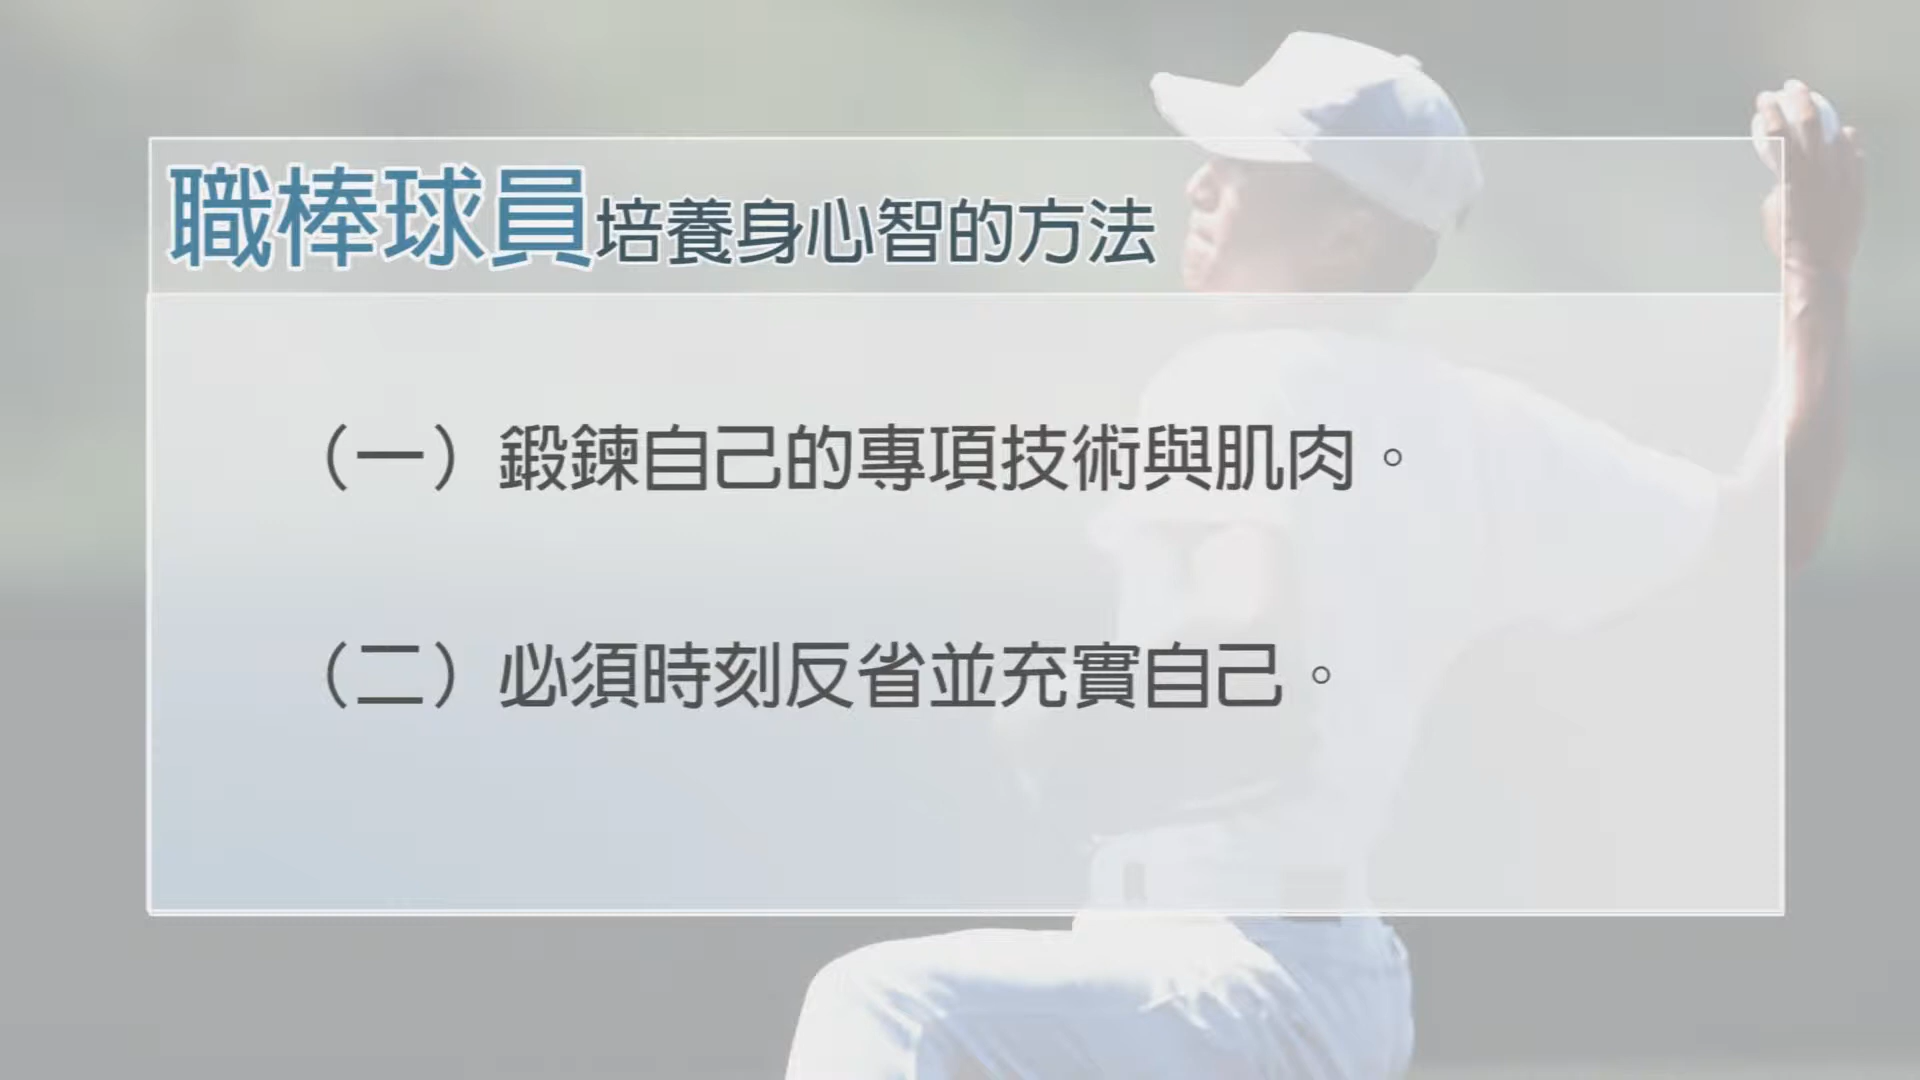 職棒球員培養身心智的方法
（一）鍛鍊自己的專項技術與肌肉。
（二）必須時刻反省並充實自己。